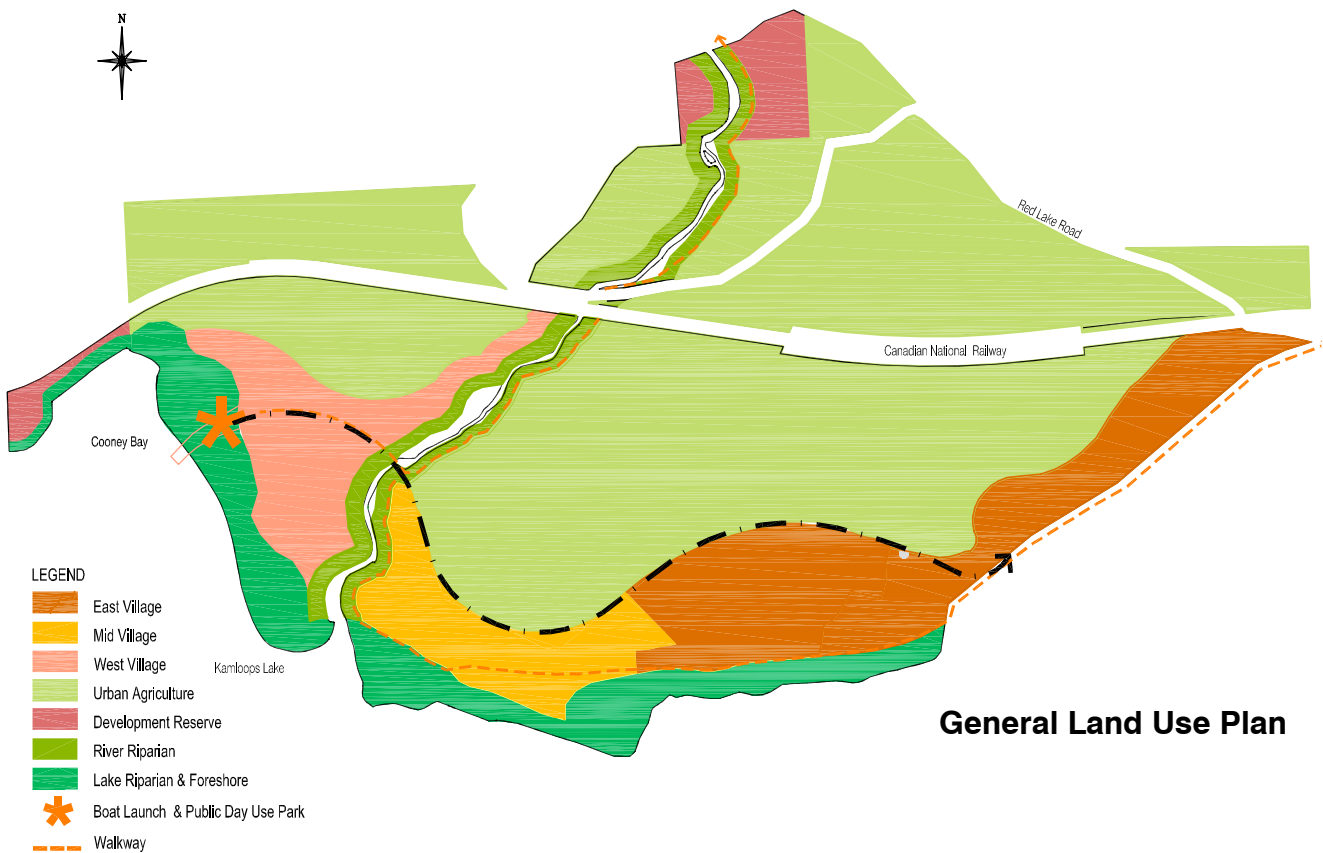 N
Red Lake Road
Canadian National Railway
Cooney Bay
Kamloops Lake
General Land Use Plan
LEGEND
East Village
Mid Village
West Village
Urban Agriculture
Development Reserve
River Riparian
Lake Riparian & Foreshore
Boat Launch & Public Day Use Park
Walkway